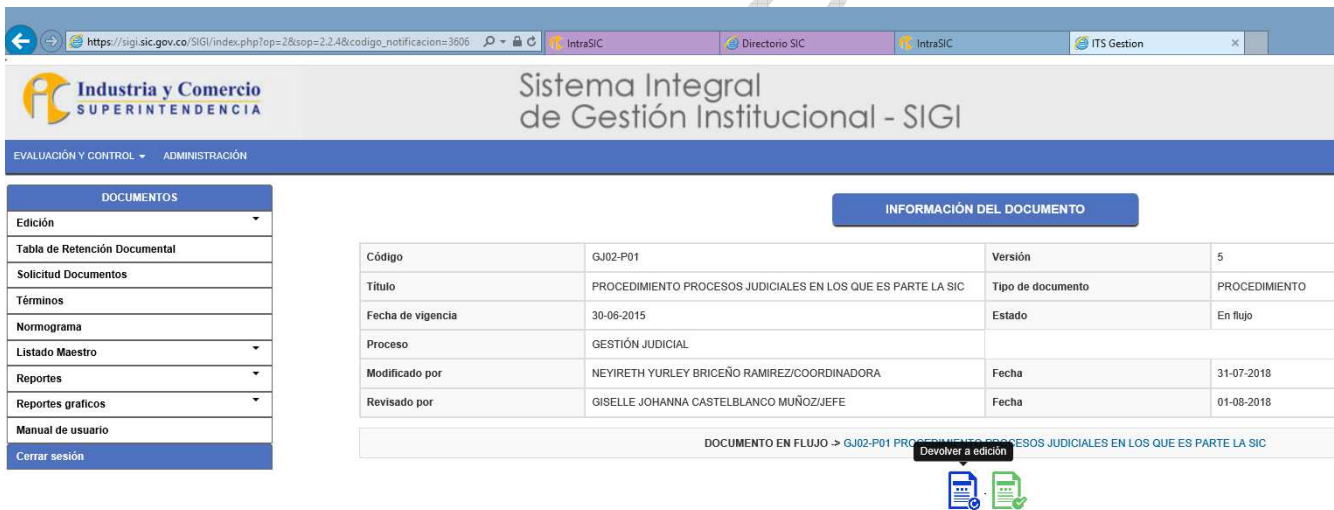 https://sigi.sic.gov.co/SIGI/index.php?op=2&sop=2.2.4&codigo_notificacion=3606 IntraSIC Directorio SIC IntraSIC ITS Gestion
Industria y Comercio
SUPERINTENDENCIA
Sistema Integral
de Gestión Institucional - SIGI
EVALUACIÓN Y CONTROL ADMINISTRACIÓN
DOCUMENTOS
Edición
Tabla de Retención Documental
Solicitud Documentos
Términos
Normograma
Listado Maestro
Reportes
Reportes graficos
Manual de usuario
Cerrar sesión
INFORMACIÓN DEL DOCUMENTO
Código GJ02-P01 Versión 5
Título PROCEDIMIENTO PROCESOS JUDICIALES EN LOS QUE ES PARTE LA SIC Tipo de documento PROCEDIMIENTO
Fecha de vigencia 30-06-2015 Estado En flujo
Proceso GESTIÓN JUDICIAL
Modificado por NEYIRETH YURLEY BRICEÑO RAMIREZ/COORDINADORA Fecha 31-07-2018
Revisado por GISELLE JOHANNA CASTELBLANCO MUÑOZ/JEFE Fecha 01-08-2018
DOCUMENTO EN FLUJO -> GJ02-P01 PROCEDIMIENTO PROCESOS JUDICIALES EN LOS QUE ES PARTE LA SIC
Devolver a edición